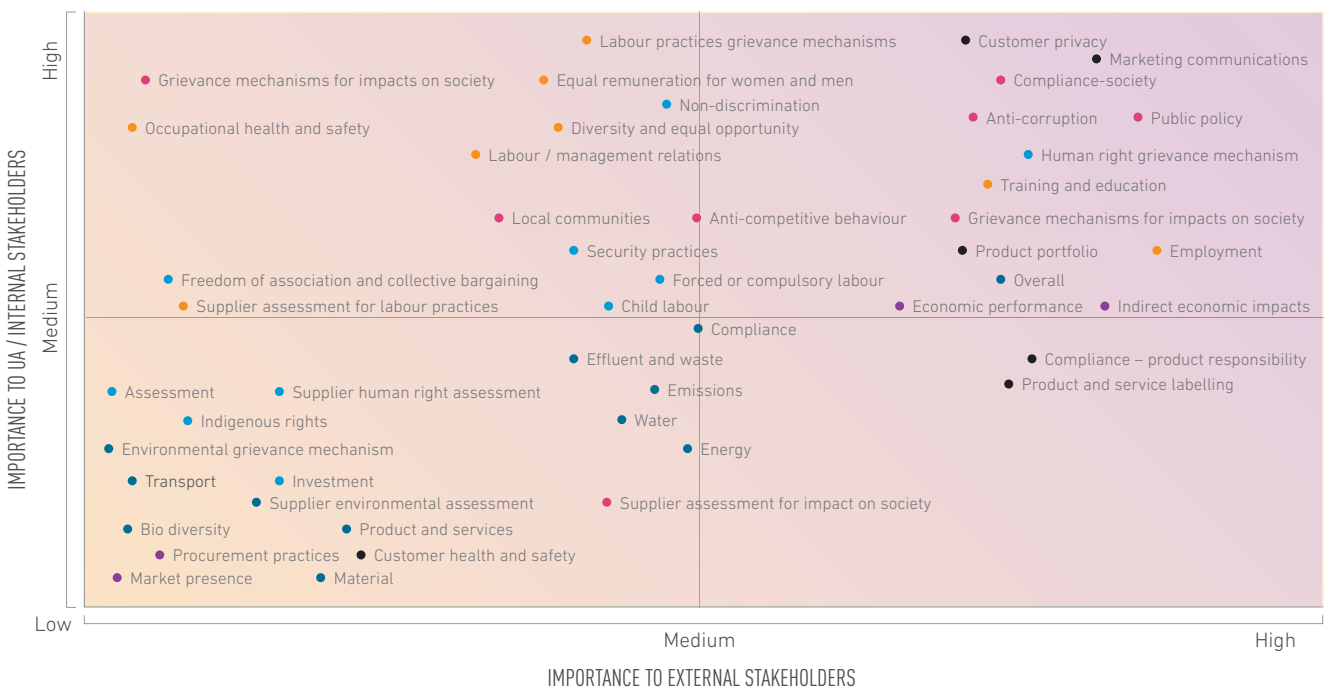 High
Labour practices grievance mechanisms
Customer privacy
Marketing communications
Grievance mechanisms for impacts on society
Equal remuneration for women and men
Compliance-society
Non-discrimination
Anti-corruption
Public policy
Occupational health and safety
Diversity and equal opportunity
Labour / management relations
Human right grievance mechanism
Training and education
Local communities
Anti-competitive behaviour
Grievance mechanisms for impacts on society
Security practices
Product portfolio
Employment
Freedom of association and collective bargaining
Forced or compulsory labour
Overall
Supplier assessment for labour practices
Child labour
Economic performance
Indirect economic impacts
IMPORTANCE TO UA / INTERNAL STAKEHOLDERS
Medium
Compliance
Effluent and waste
Compliance – product responsibility
Assessment
Supplier human right assessment
Emissions
Product and service labelling
Indigenous rights
Water
Environmental grievance mechanism
Energy
Transport
Investment
Supplier environmental assessment
Supplier assessment for impact on society
Bio diversity
Product and services
Procurement practices
Customer health and safety
Market presence
Material
Low
Medium
High
IMPORTANCE TO EXTERNAL STAKEHOLDERS